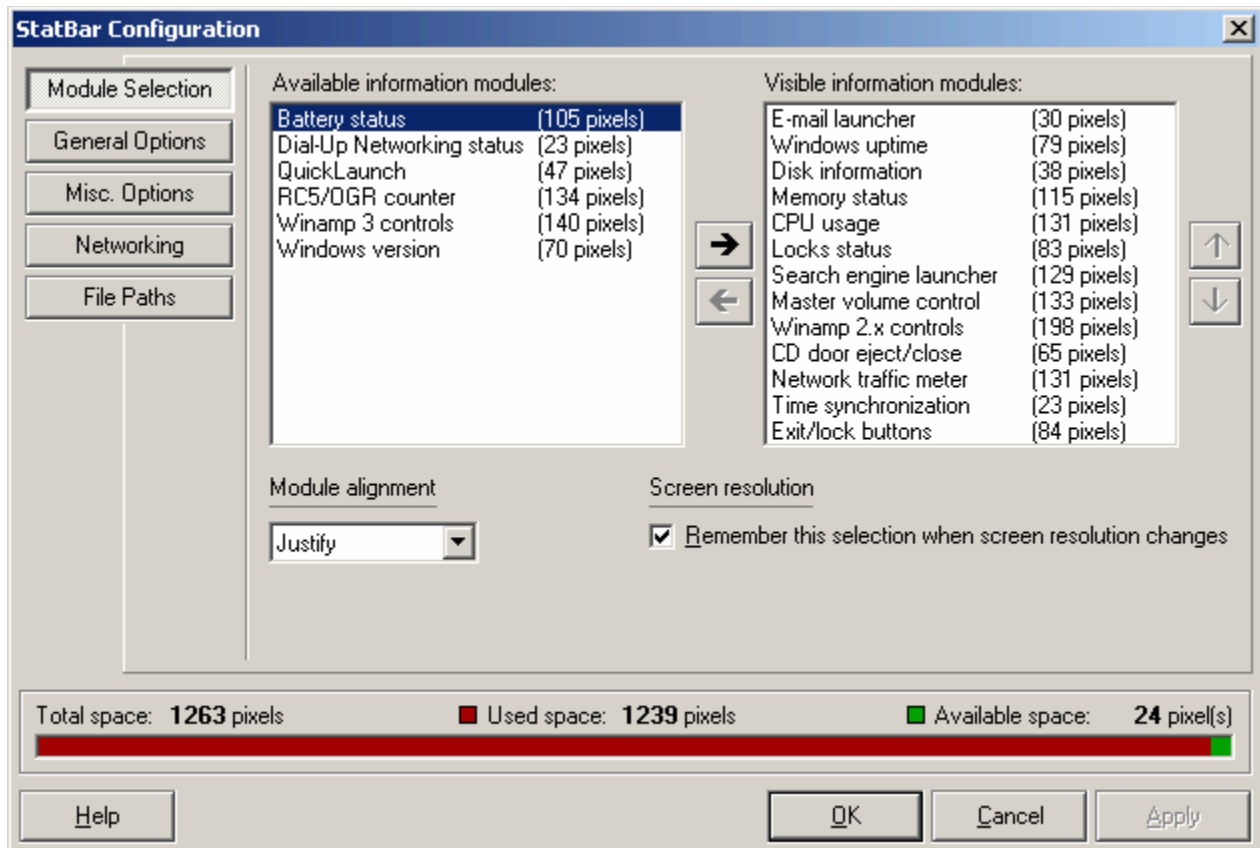 StatBar Configuration
Module Selection
General Options
Misc. Options
Networking
File Paths
Available information modules:
Battery status (105 pixels)
Dial-Up Networking status (23 pixels)
QuickLaunch (47 pixels)
RC5/OGR counter (134 pixels)
Winamp 3 controls (140 pixels)
Windows version (70 pixels)
Visible information modules:
E-mail launcher (30 pixels)
Windows uptime (79 pixels)
Disk information (38 pixels)
Memory status (115 pixels)
CPU usage (131 pixels)
Locks status (83 pixels)
Search engine launcher (129 pixels)
Master volume control (133 pixels)
Winamp 2.x controls (198 pixels)
CD door eject/close (65 pixels)
Network traffic meter (131 pixels)
Time synchronization (23 pixels)
Exit/lock buttons (84 pixels)
Module alignment
Justify
Screen resolution
Remember this selection when screen resolution changes
Total space: 1263 pixels
Used space: 1239 pixels
Available space: 24 pixel(s)
Help
OK
Cancel
Apply